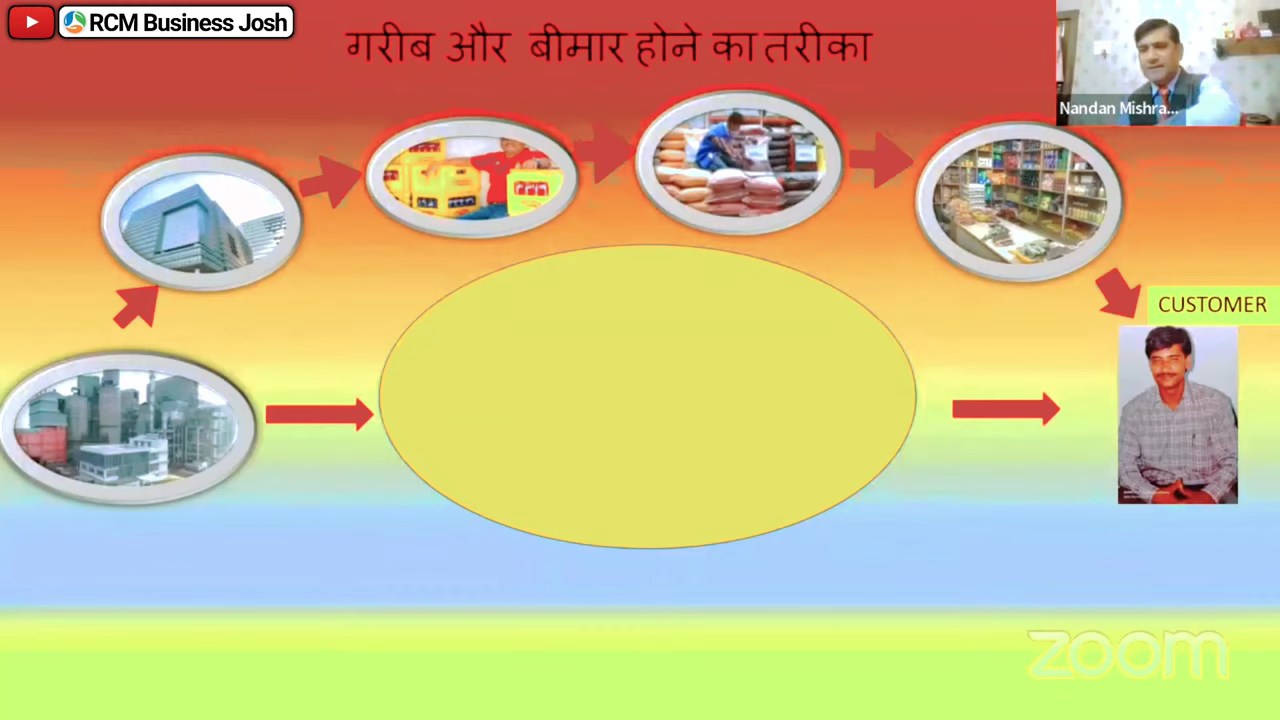 RCM Business Josh
गरीब और बीमार होने का तरीका
Nandan Mishra...
CUSTOMER
zoom